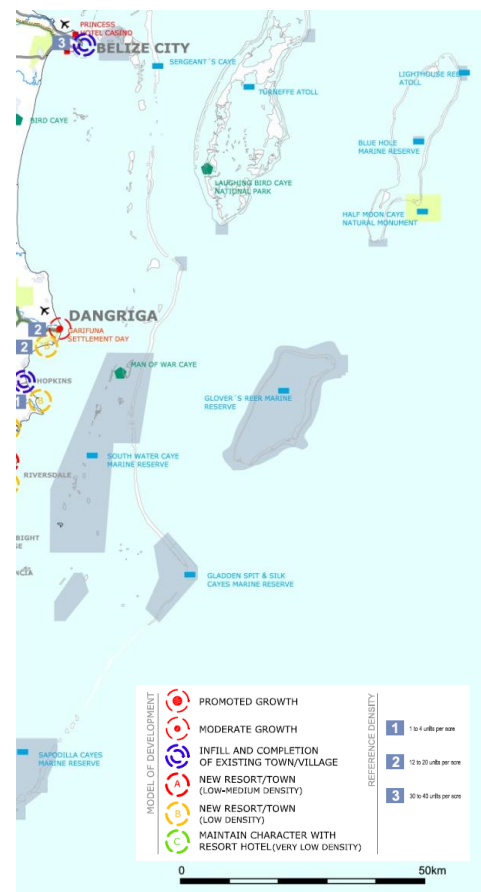 PRINCESS
HOTEL CASINO
3
BELIZE CITY
SERGEANT´S CAYE
TURNEFFE ATOLL
LIGHTHOUSE REE
ATOLL
BIRD CAYE
BLUE HOLE
MARINE RESERVE
LAUGHING BIRD CAYE
NATIONAL PARK
HALF MOON CAYE
NATURAL MONUMENT
DANGRIGA
2
GARIFUNA
SETTLEMENT DAY
2
B
MAN OF WAR CAYE
HOPKINS
1
B
GLOVER´S REER MARINE
RESERVE
SOUTH WATER CAYE
MARINE RESERVE
RIVERSDALE
BIGHT
SE
NCIA
GLADDEN SPIT & SILK
CAYES MARINE RESERVE
SAPODILLA CAYES
MARINE RESERVE
MODEL OF DEVELOPMENT
PROMOTED GROWTH
MODERATE GROWTH
INFILL AND COMPLETION
OF EXISTING TOWN/VILLAGE
A NEW RESORT/TOWN
(LOW-MEDIUM DENSITY)
B NEW RESORT/TOWN
(LOW DENSITY)
C MAINTAIN CHARACTER WITH
RESORT HOTEL (VERY LOW DENSITY)
REFERENCE DENSITY
1 1 to 4 units per acre
2 12 to 20 units per acre
3 30 to 40 units per acre
0 50km